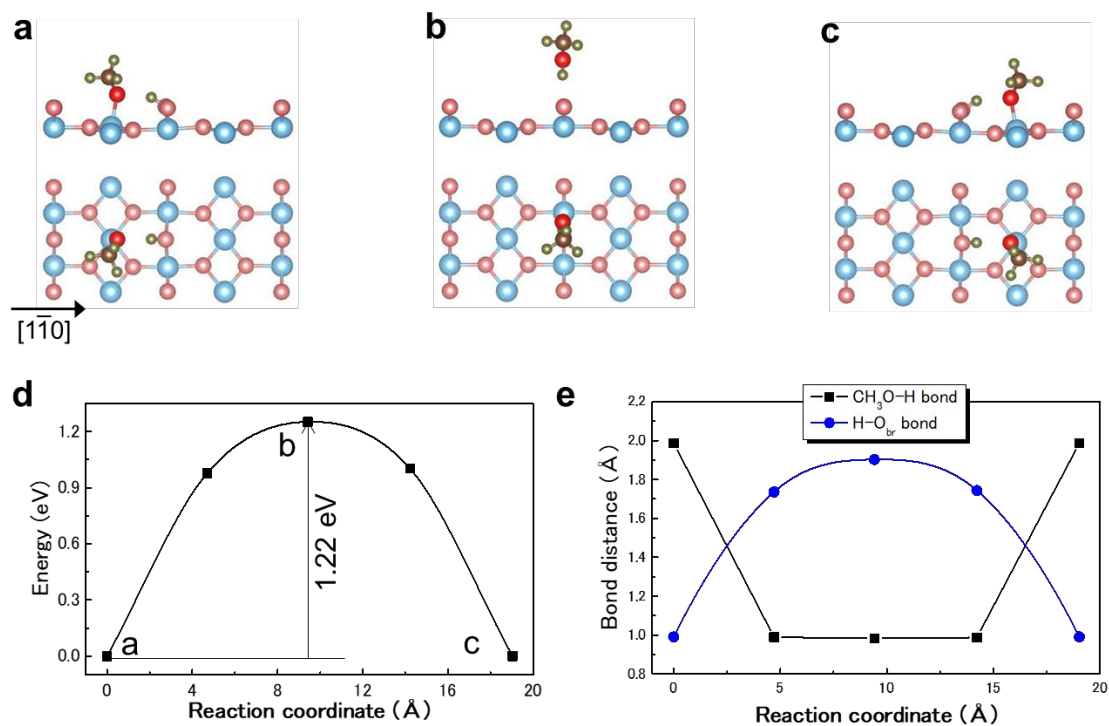 a
b
c
[11̄0]
d
Energy (eV)
1.2
0.9
0.6
0.3
0.0
a
b
c
1.22 eV
0 4 8 12 16 20
Reaction coordinate (Å)
e
CH₃O–H bond
H–O_br bond
Bond distance (Å)
2.2
2.0
1.8
1.6
1.4
1.2
1.0
0.8
0 5 10 15 20
Reaction coordinate (Å)